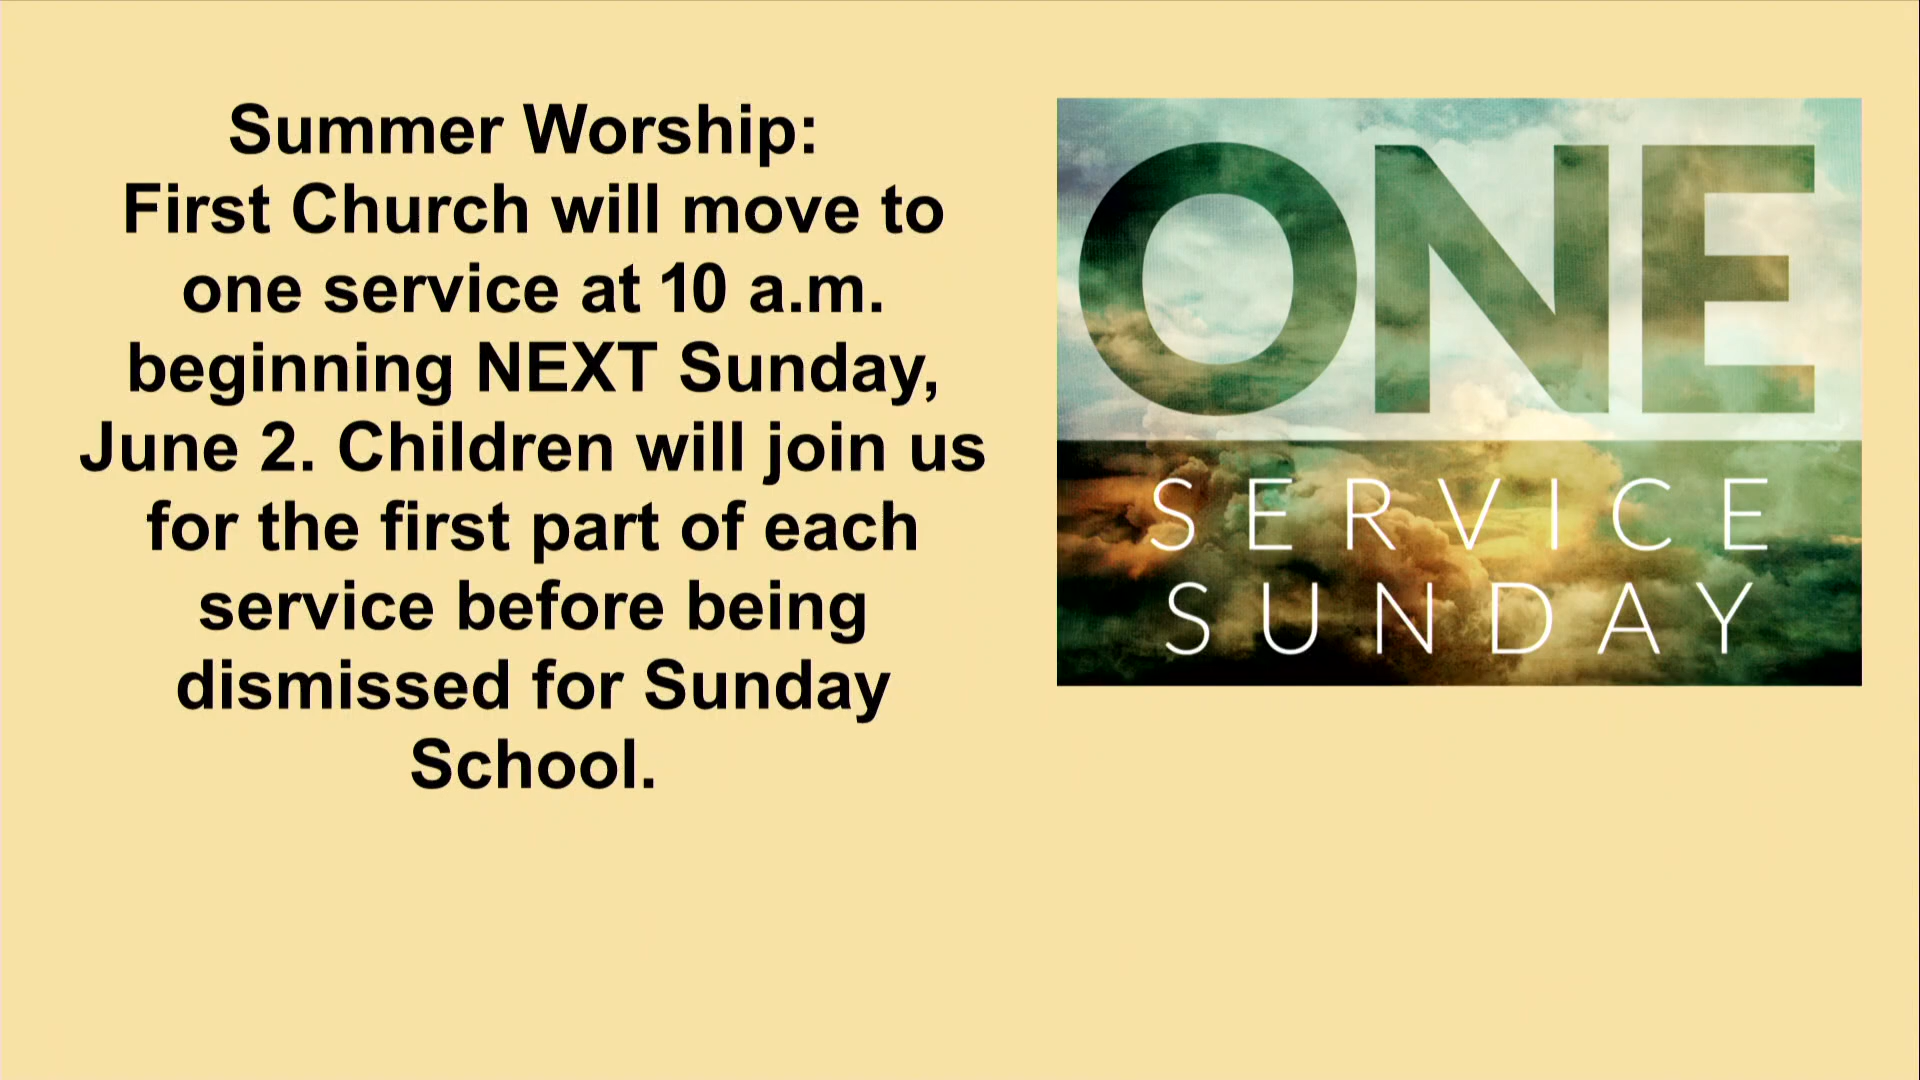 Summer Worship:
First Church will move to
one service at 10 a.m.
beginning NEXT Sunday,
June 2. Children will join us
for the first part of each
service before being
dismissed for Sunday
School.
ONE
SERVICE
SUNDAY